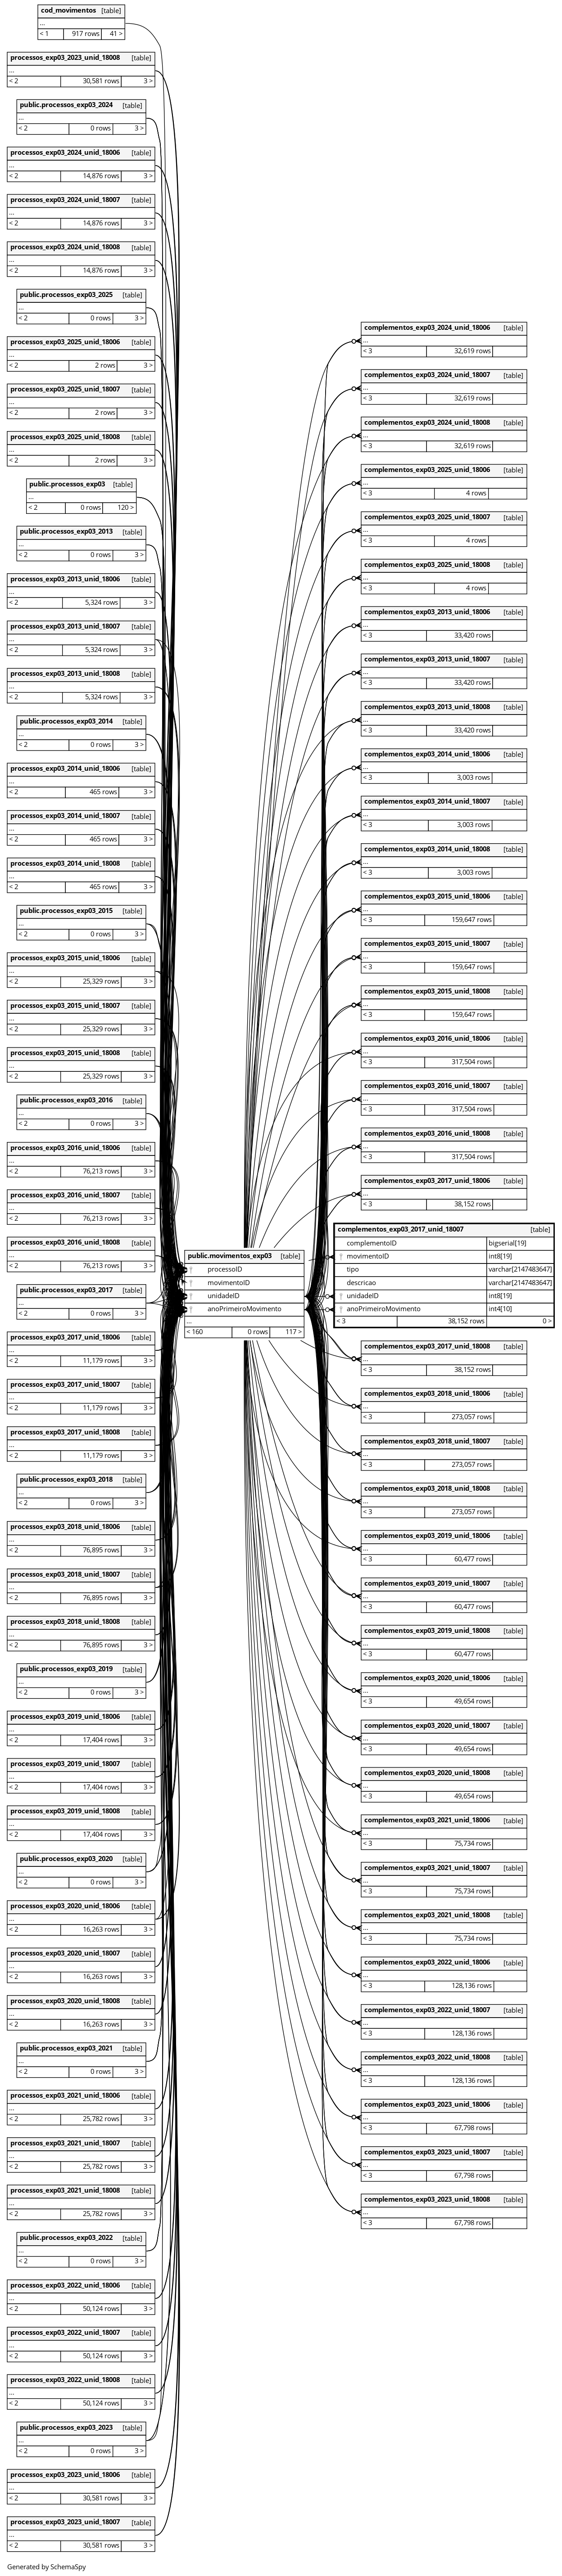 cod_movimentos [table]
...
< 1 917 rows 41 >
processos_exp03_2023_unid_18008 [table]
...
< 2 30,581 rows 3 >
public.processos_exp03_2024 [table]
...
< 2 0 rows 3 >
processos_exp03_2024_unid_18006 [table]
...
< 2 14,876 rows 3 >
processos_exp03_2024_unid_18007 [table]
...
< 2 14,876 rows 3 >
processos_exp03_2024_unid_18008 [table]
...
< 2 14,876 rows 3 >
public.processos_exp03_2025 [table]
...
< 2 0 rows 3 >
processos_exp03_2025_unid_18006 [table]
...
< 2 2 rows 3 >
processos_exp03_2025_unid_18007 [table]
...
< 2 2 rows 3 >
processos_exp03_2025_unid_18008 [table]
...
< 2 2 rows 3 >
public.processos_exp03 [table]
...
< 2 0 rows 120 >
public.processos_exp03_2013 [table]
...
< 2 0 rows 3 >
processos_exp03_2013_unid_18006 [table]
...
< 2 5,324 rows 3 >
processos_exp03_2013_unid_18007 [table]
...
< 2 5,324 rows 3 >
processos_exp03_2013_unid_18008 [table]
...
< 2 5,324 rows 3 >
public.processos_exp03_2014 [table]
...
< 2 0 rows 3 >
processos_exp03_2014_unid_18006 [table]
...
< 2 465 rows 3 >
processos_exp03_2014_unid_18007 [table]
...
< 2 465 rows 3 >
processos_exp03_2014_unid_18008 [table]
...
< 2 465 rows 3 >
public.processos_exp03_2015 [table]
...
< 2 0 rows 3 >
processos_exp03_2015_unid_18006 [table]
...
< 2 25,329 rows 3 >
processos_exp03_2015_unid_18007 [table]
...
< 2 25,329 rows 3 >
processos_exp03_2015_unid_18008 [table]
...
< 2 25,329 rows 3 >
public.processos_exp03_2016 [table]
...
< 2 0 rows 3 >
processos_exp03_2016_unid_18006 [table]
...
< 2 76,213 rows 3 >
processos_exp03_2016_unid_18007 [table]
...
< 2 76,213 rows 3 >
processos_exp03_2016_unid_18008 [table]
...
< 2 76,213 rows 3 >
public.processos_exp03_2017 [table]
...
< 2 0 rows 3 >
processos_exp03_2017_unid_18006 [table]
...
< 2 11,179 rows 3 >
processos_exp03_2017_unid_18007 [table]
...
< 2 11,179 rows 3 >
processos_exp03_2017_unid_18008 [table]
...
< 2 11,179 rows 3 >
public.processos_exp03_2018 [table]
...
< 2 0 rows 3 >
processos_exp03_2018_unid_18006 [table]
...
< 2 76,895 rows 3 >
processos_exp03_2018_unid_18007 [table]
...
< 2 76,895 rows 3 >
processos_exp03_2018_unid_18008 [table]
...
< 2 76,895 rows 3 >
public.processos_exp03_2019 [table]
...
< 2 0 rows 3 >
processos_exp03_2019_unid_18006 [table]
...
< 2 17,404 rows 3 >
processos_exp03_2019_unid_18007 [table]
...
< 2 17,404 rows 3 >
processos_exp03_2019_unid_18008 [table]
...
< 2 17,404 rows 3 >
public.processos_exp03_2020 [table]
...
< 2 0 rows 3 >
processos_exp03_2020_unid_18006 [table]
...
< 2 16,263 rows 3 >
processos_exp03_2020_unid_18007 [table]
...
< 2 16,263 rows 3 >
processos_exp03_2020_unid_18008 [table]
...
< 2 16,263 rows 3 >
public.processos_exp03_2021 [table]
...
< 2 0 rows 3 >
processos_exp03_2021_unid_18006 [table]
...
< 2 25,782 rows 3 >
processos_exp03_2021_unid_18007 [table]
...
< 2 25,782 rows 3 >
processos_exp03_2021_unid_18008 [table]
...
< 2 25,782 rows 3 >
public.processos_exp03_2022 [table]
...
< 2 0 rows 3 >
processos_exp03_2022_unid_18006 [table]
...
< 2 50,124 rows 3 >
processos_exp03_2022_unid_18007 [table]
...
< 2 50,124 rows 3 >
processos_exp03_2022_unid_18008 [table]
...
< 2 50,124 rows 3 >
public.processos_exp03_2023 [table]
...
< 2 0 rows 3 >
processos_exp03_2023_unid_18006 [table]
...
< 2 30,581 rows 3 >
processos_exp03_2023_unid_18007 [table]
...
< 2 30,581 rows 3 >
public.movimentos_exp03 [table]
processoID
movimentoID
unidadeID
anoPrimeiroMovimento
...
< 160 0 rows 117 >
complementos_exp03_2024_unid_18006 [table]
...
< 3 32,619 rows
complementos_exp03_2024_unid_18007 [table]
...
< 3 32,619 rows
complementos_exp03_2024_unid_18008 [table]
...
< 3 32,619 rows
complementos_exp03_2025_unid_18006 [table]
...
< 3 4 rows
complementos_exp03_2025_unid_18007 [table]
...
< 3 4 rows
complementos_exp03_2025_unid_18008 [table]
...
< 3 4 rows
complementos_exp03_2013_unid_18006 [table]
...
< 3 33,420 rows
complementos_exp03_2013_unid_18007 [table]
...
< 3 33,420 rows
complementos_exp03_2013_unid_18008 [table]
...
< 3 33,420 rows
complementos_exp03_2014_unid_18006 [table]
...
< 3 3,003 rows
complementos_exp03_2014_unid_18007 [table]
...
< 3 3,003 rows
complementos_exp03_2014_unid_18008 [table]
...
< 3 3,003 rows
complementos_exp03_2015_unid_18006 [table]
...
< 3 159,647 rows
complementos_exp03_2015_unid_18007 [table]
...
< 3 159,647 rows
complementos_exp03_2015_unid_18008 [table]
...
< 3 159,647 rows
complementos_exp03_2016_unid_18006 [table]
...
< 3 317,504 rows
complementos_exp03_2016_unid_18007 [table]
...
< 3 317,504 rows
complementos_exp03_2016_unid_18008 [table]
...
< 3 317,504 rows
complementos_exp03_2017_unid_18006 [table]
...
< 3 38,152 rows
complementos_exp03_2017_unid_18007 [table]
complementoID bigserial[19]
movimentoID int8[19]
tipo varchar[2147483647]
descricao varchar[2147483647]
unidadeID int8[19]
anoPrimeiroMovimento int4[10]
< 3 38,152 rows 0 >
complementos_exp03_2017_unid_18008 [table]
...
< 3 38,152 rows
complementos_exp03_2018_unid_18006 [table]
...
< 3 273,057 rows
complementos_exp03_2018_unid_18007 [table]
...
< 3 273,057 rows
complementos_exp03_2018_unid_18008 [table]
...
< 3 273,057 rows
complementos_exp03_2019_unid_18006 [table]
...
< 3 60,477 rows
complementos_exp03_2019_unid_18007 [table]
...
< 3 60,477 rows
complementos_exp03_2019_unid_18008 [table]
...
< 3 60,477 rows
complementos_exp03_2020_unid_18006 [table]
...
< 3 49,654 rows
complementos_exp03_2020_unid_18007 [table]
...
< 3 49,654 rows
complementos_exp03_2020_unid_18008 [table]
...
< 3 49,654 rows
complementos_exp03_2021_unid_18006 [table]
...
< 3 75,734 rows
complementos_exp03_2021_unid_18007 [table]
...
< 3 75,734 rows
complementos_exp03_2021_unid_18008 [table]
...
< 3 75,734 rows
complementos_exp03_2022_unid_18006 [table]
...
< 3 128,136 rows
complementos_exp03_2022_unid_18007 [table]
...
< 3 128,136 rows
complementos_exp03_2022_unid_18008 [table]
...
< 3 128,136 rows
complementos_exp03_2023_unid_18006 [table]
...
< 3 67,798 rows
complementos_exp03_2023_unid_18007 [table]
...
< 3 67,798 rows
complementos_exp03_2023_unid_18008 [table]
...
< 3 67,798 rows
Generated by SchemaSpy